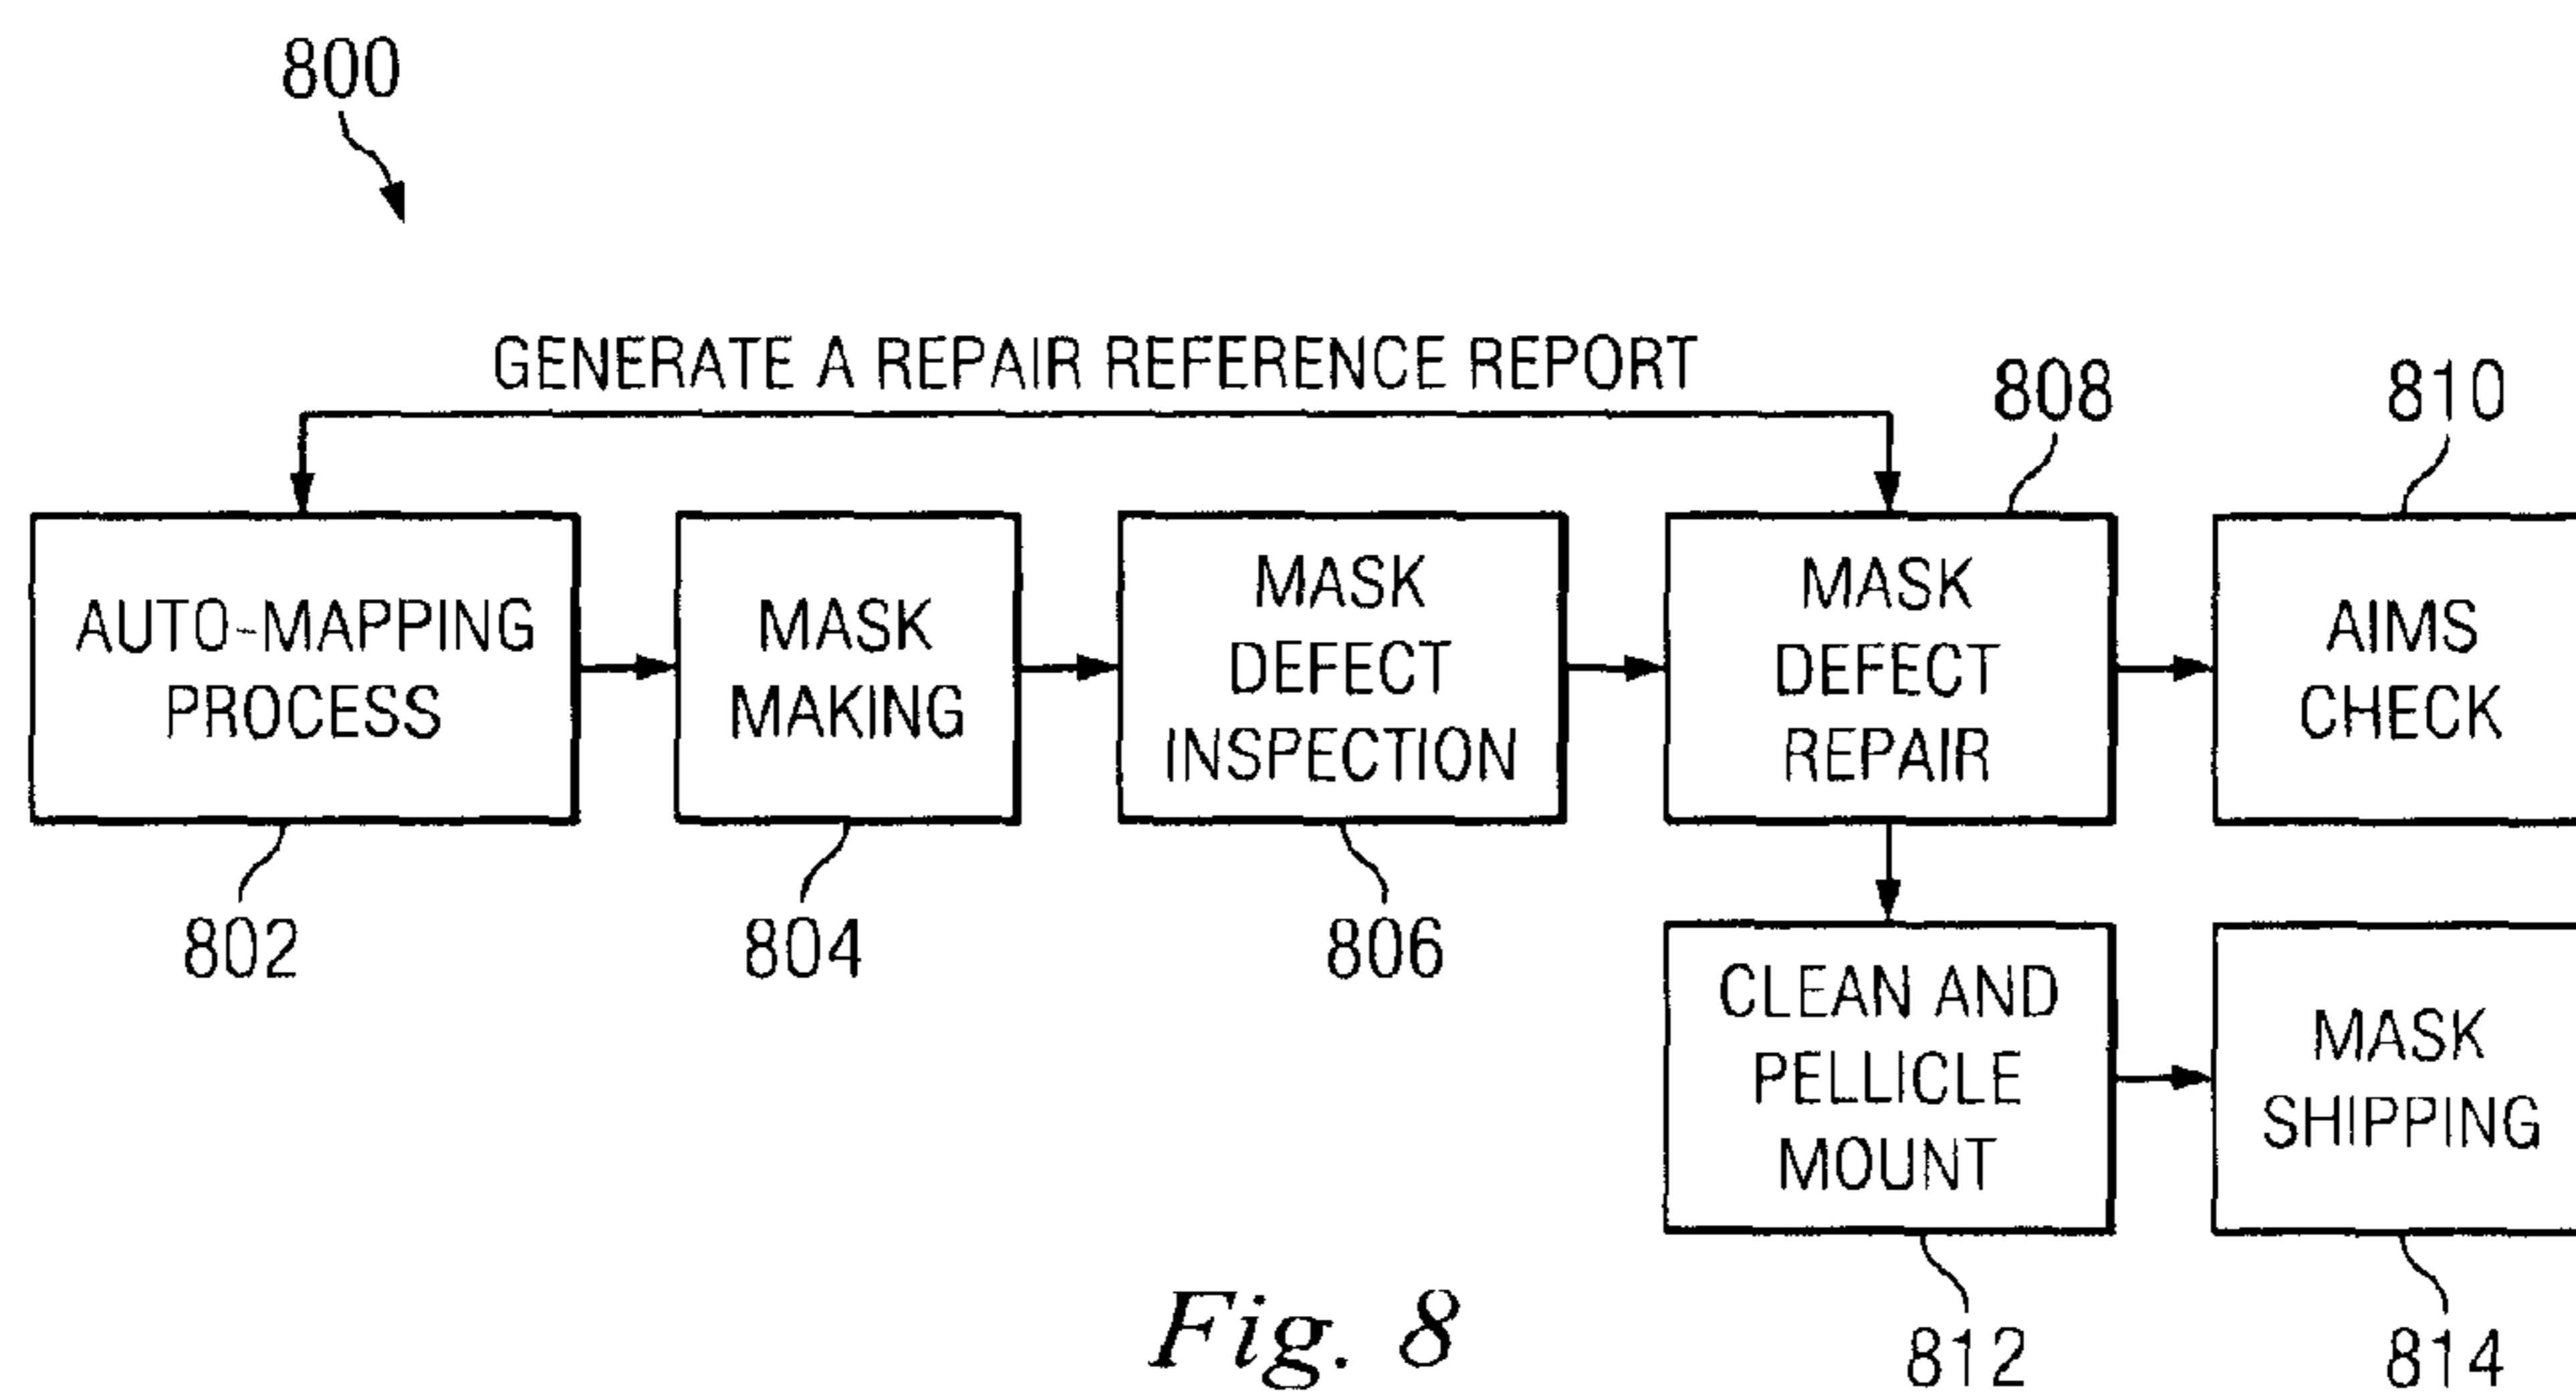 800
GENERATE A REPAIR REFERENCE REPORT
808
810
AUTO-MAPPING
PROCESS
MASK
MAKING
MASK
DEFECT
INSPECTION
MASK
DEFECT
REPAIR
AIMS
CHECK
802
804
806
CLEAN AND
PELLICLE
MOUNT
MASK
SHIPPING
812
814
Fig. 8